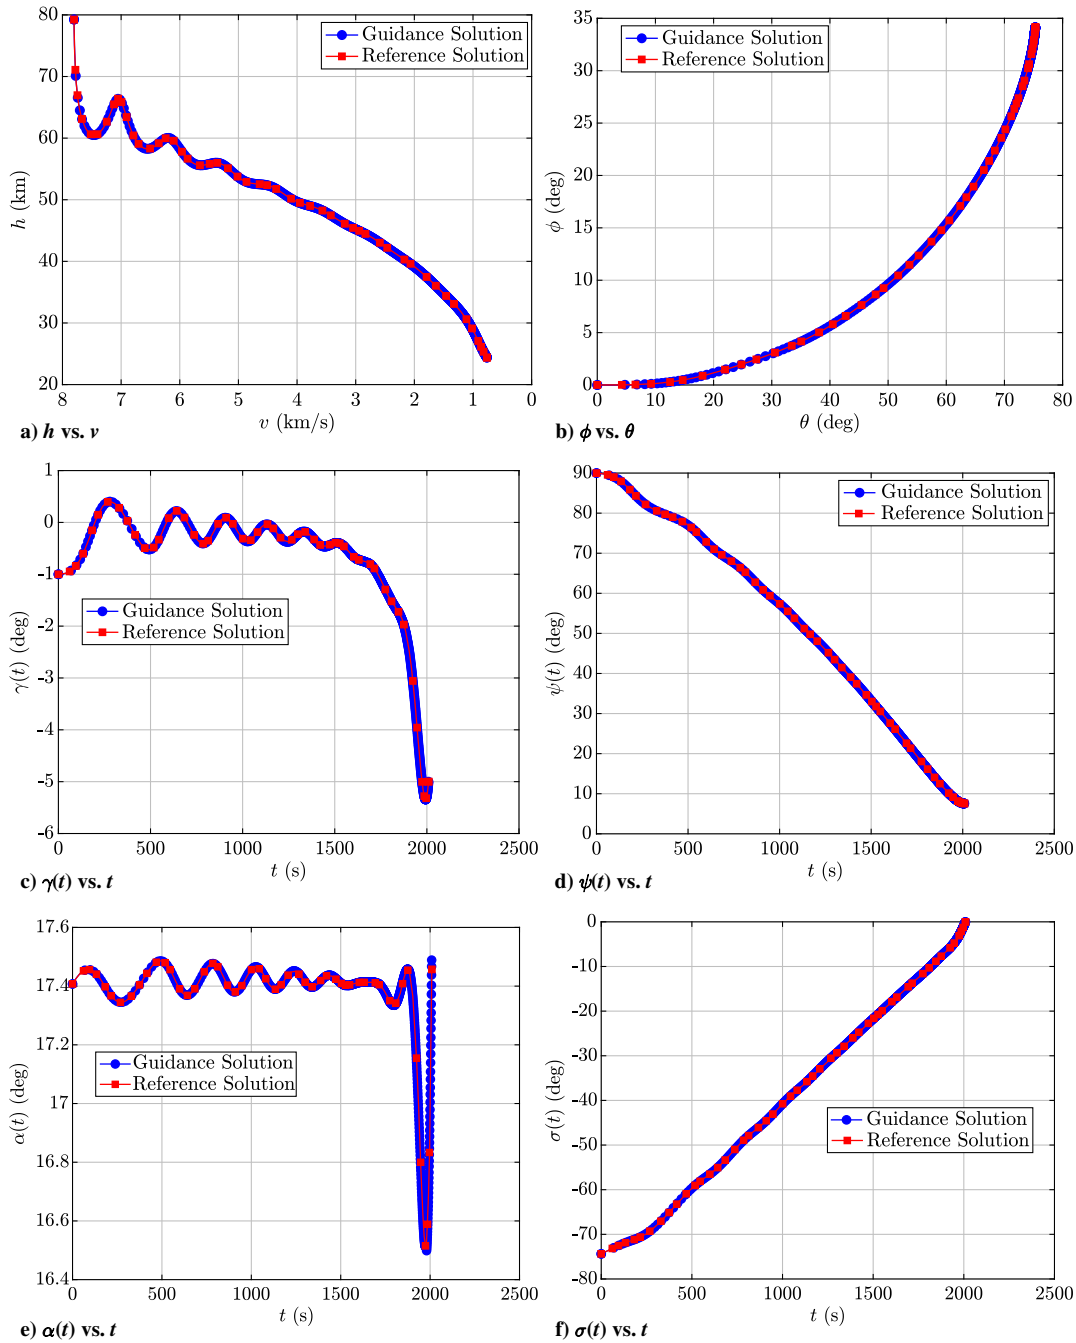 80
70
60
50
40
30
20
h (km)
8 7 6 5 4 3 2 1 0
v (km/s)
Guidance Solution
Reference Solution
a) h vs. v
35
30
25
20
15
10
5
0
ϕ (deg)
0 10 20 30 40 50 60 70 80
θ (deg)
Guidance Solution
Reference Solution
b) ϕ vs. θ
1
0
-1
-2
-3
-4
-5
-6
γ(t) (deg)
0 500 1000 1500 2000 2500
t (s)
Guidance Solution
Reference Solution
c) γ(t) vs. t
90
80
70
60
50
40
30
20
10
0
ψ(t) (deg)
0 500 1000 1500 2000 2500
t (s)
Guidance Solution
Reference Solution
d) ψ(t) vs. t
17.6
17.4
17.2
17
16.8
16.6
16.4
α(t) (deg)
0 500 1000 1500 2000 2500
t (s)
Guidance Solution
Reference Solution
e) α(t) vs. t
0
-10
-20
-30
-40
-50
-60
-70
-80
σ(t) (deg)
0 500 1000 1500 2000 2500
t (s)
Guidance Solution
Reference Solution
f) σ(t) vs. t